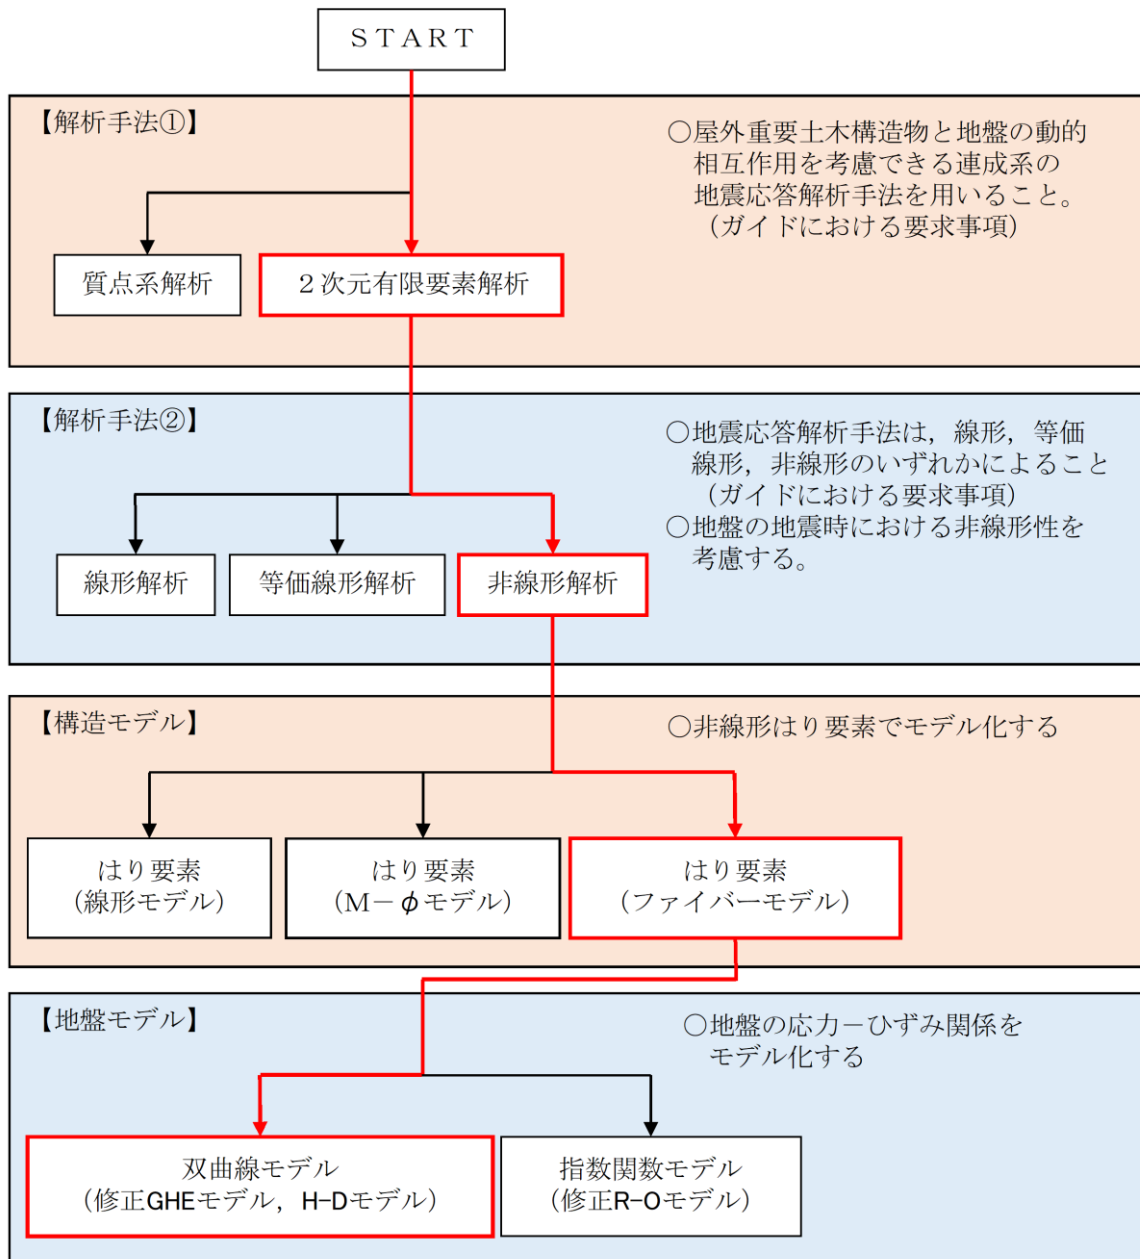 ＳＴＡＲＴ
【解析手法①】
○屋外重要土木構造物と地盤の動的
相互作用を考慮できる連成系の
地震応答解析手法を用いること。
（ガイドにおける要求事項）
質点系解析
２次元有限要素解析
【解析手法②】
○地震応答解析手法は，線形，等価
線形，非線形のいずれかによること
（ガイドにおける要求事項）
○地盤の地震時における非線形性を
考慮する。
線形解析
等価線形解析
非線形解析
【構造モデル】
○非線形はり要素でモデル化する
はり要素
（線形モデル）
はり要素
（Ｍ－φモデル）
はり要素
（ファイバーモデル）
【地盤モデル】
○地盤の応力－ひずみ関係を
モデル化する
双曲線モデル
（修正GHEモデル，H-Dモデル）
指数関数モデル
（修正R-Oモデル）